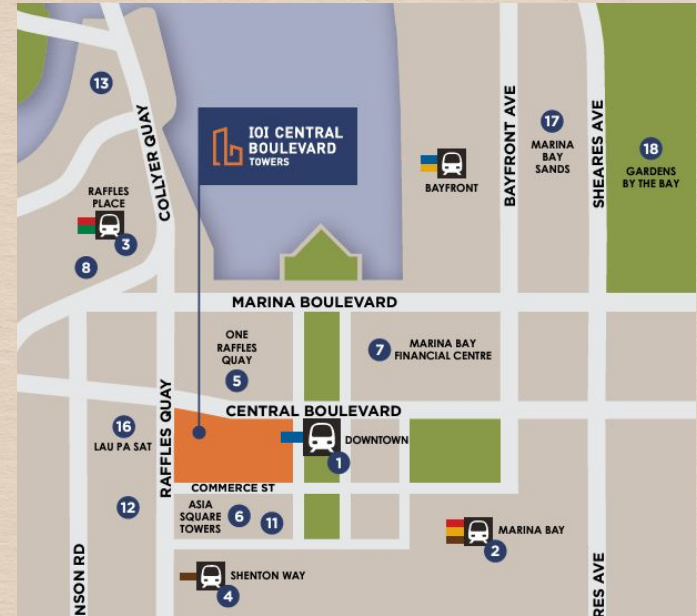 13
COLLYER QUAY
IOI CENTRAL
BOULEVARD
TOWERS
BAYFRONT
BAYFRONT AVE
17
MARINA
BAY
SANDS
SHEARES AVE
18
GARDENS
BY THE BAY
RAFFLES
PLACE
3
8
MARINA BOULEVARD
ONE
RAFFLES
QUAY
5
7
MARINA BAY
FINANCIAL CENTRE
CENTRAL BOULEVARD
16
LAU PA SAT
RAFFLES QUAY
DOWNTOWN
1
COMMERCE ST
12
ASIA
SQUARE
TOWERS
6
11
MARINA BAY
2
SHENTON WAY
4
NSON RD
RES AVE